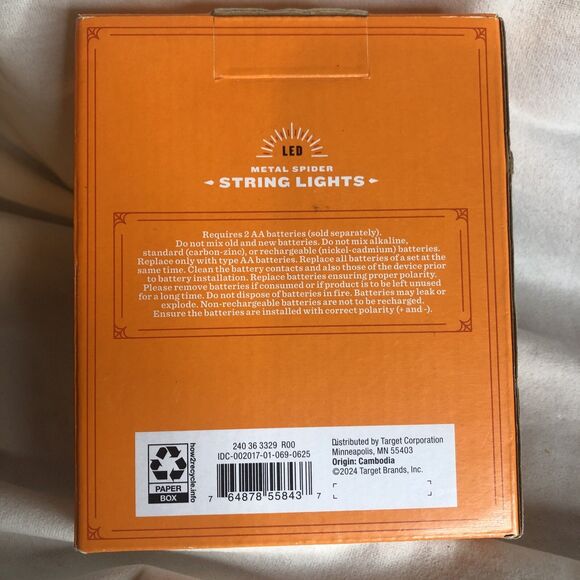 LED
METAL SPIDER
STRING LIGHTS
Requires 2 AA batteries (sold separately).
Do not mix old and new batteries. Do not mix alkaline,
standard (carbon-zinc), or rechargeable (nickel-cadmium) batteries.
Replace only with type AA batteries. Replace all batteries of a set at the
same time. Clean the battery contacts and also those of the device prior
to battery installation. Replace batteries ensuring proper polarity.
Please remove batteries if consumed or if product is to be left unused
for a long time. Do not dispose of batteries in fire. Batteries may leak or
explode. Non-rechargeable batteries are not to be recharged.
Ensure the batteries are installed with correct polarity (+ and -).
PAPER
BOX
how2recycle.info
240 36 3329 R00
IDC-002017-01-069-0625
7 64878 55843 7
Distributed by Target Corporation
Minneapolis, MN 55403
Origin: Cambodia
©2024 Target Brands, Inc.